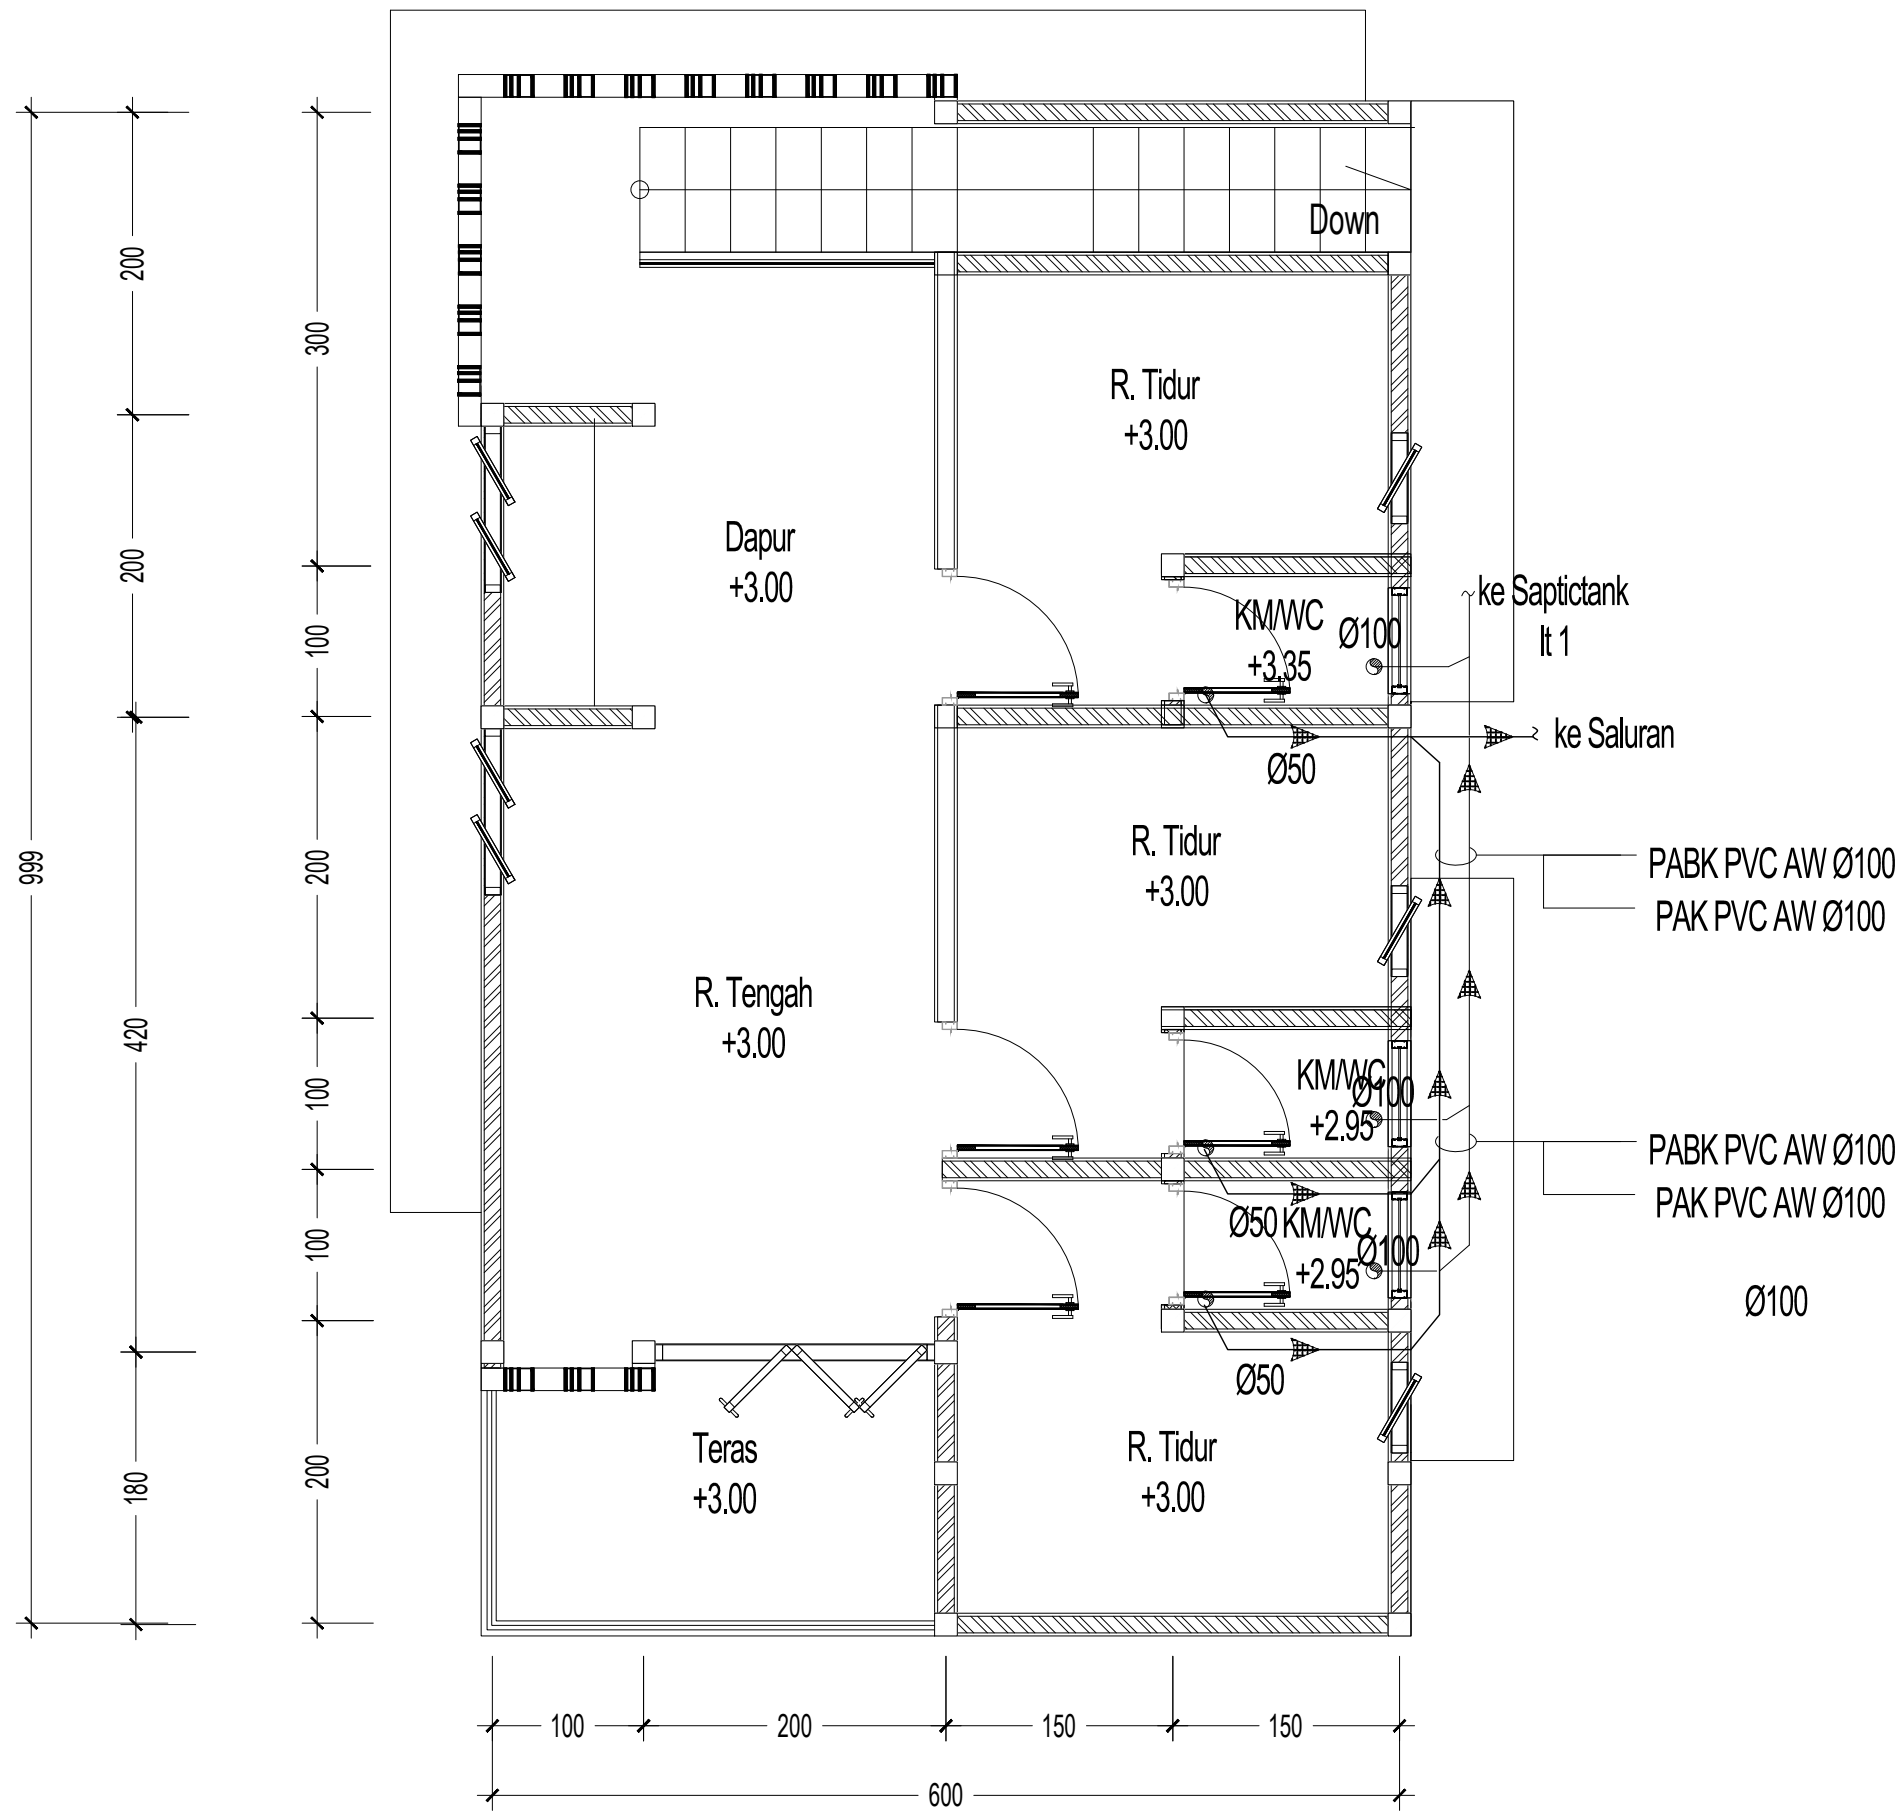 Down
200
300
R. Tidur
+3.00
Dapur
+3.00
200
100
KM/WC
+3.35
Ø100
ke Saptictank
lt 1
ke Saluran
Ø50
R. Tidur
+3.00
999
200
PABK PVC AW Ø100
PAK PVC AW Ø100
R. Tengah
+3.00
420
100
KM/WC
+2.95
Ø100
PABK PVC AW Ø100
PAK PVC AW Ø100
100
Ø50
KM/WC
+2.95
Ø100
Ø100
Ø50
Teras
+3.00
R. Tidur
+3.00
180
200
100
200
150
150
600